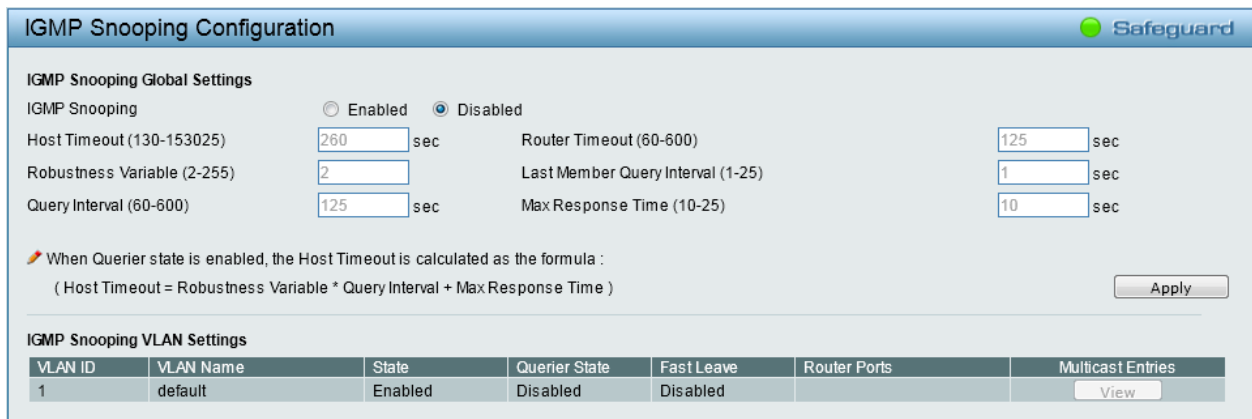 IGMP Snooping Configuration Safeguard
IGMP Snooping Global Settings
IGMP Snooping Enabled Disabled
Host Timeout (130-153025) 260 sec Router Timeout (60-600) 125 sec
Robustness Variable (2-255) 2 Last Member Query Interval (1-25) 1 sec
Query Interval (60-600) 125 sec Max Response Time (10-25) 10 sec
When Querier state is enabled, the Host Timeout is calculated as the formula :
( Host Timeout = Robustness Variable * Query Interval + Max Response Time ) Apply
IGMP Snooping VLAN Settings
VLAN ID VLAN Name State Querier State Fast Leave Router Ports Multicast Entries
1 default Enabled Disabled Disabled View